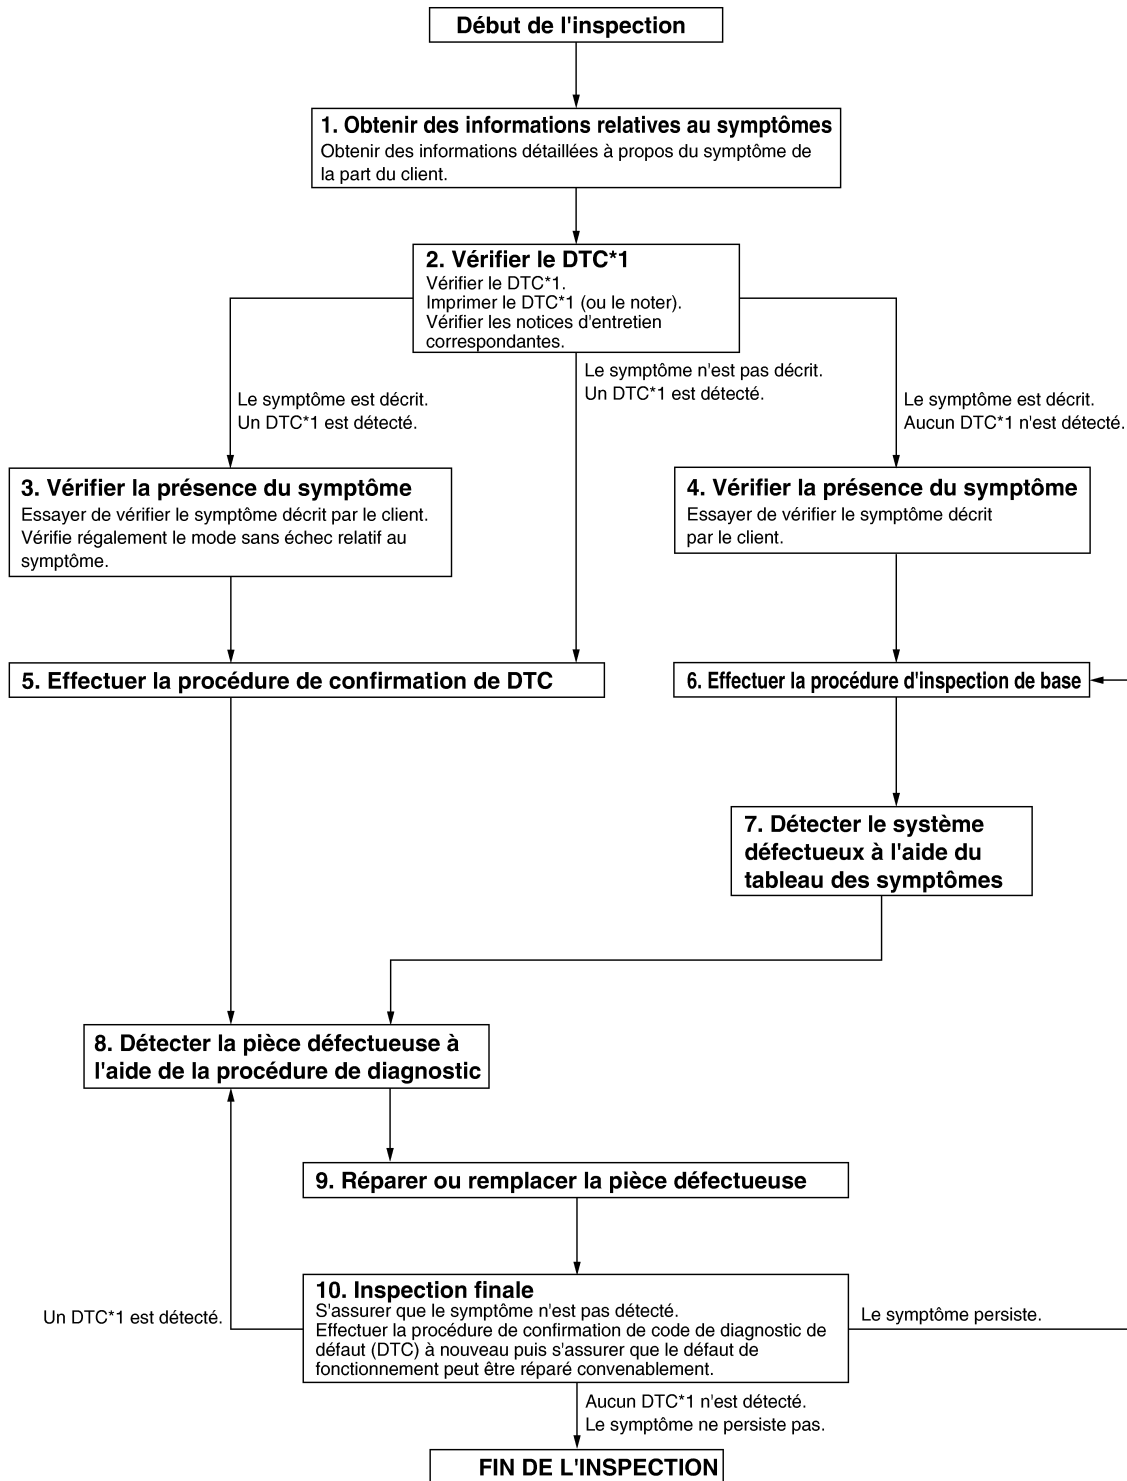 Début de l'inspection
1. Obtenir des informations relatives au symptômes
Obtenir des informations détaillées à propos du symptôme de
la part du client.
2. Vérifier le DTC*1
Vérifier le DTC*1.
Imprimer le DTC*1 (ou le noter).
Vérifier les notices d'entretien
correspondantes.
Le symptôme est décrit.
Un DTC*1 est détecté.
Le symptôme n'est pas décrit.
Un DTC*1 est détecté.
Le symptôme est décrit.
Aucun DTC*1 n'est détecté.
3. Vérifier la présence du symptôme
Essayer de vérifier le symptôme décrit par le client.
Vérifie régalement le mode sans échec relatif au
symptôme.
4. Vérifier la présence du symptôme
Essayer de vérifier le symptôme décrit
par le client.
5. Effectuer la procédure de confirmation de DTC
6. Effectuer la procédure d'inspection de base
7. Détecter le système
défectueux à l'aide du
tableau des symptômes
8. Détecter la pièce défectueuse à
l'aide de la procédure de diagnostic
9. Réparer ou remplacer la pièce défectueuse
10. Inspection finale
S'assurer que le symptôme n'est pas détecté.
Effectuer la procédure de confirmation de code de diagnostic de
défaut (DTC) à nouveau puis s'assurer que le défaut de
fonctionnement peut être réparé convenablement.
Un DTC*1 est détecté.
Le symptôme persiste.
Aucun DTC*1 n'est détecté.
Le symptôme ne persiste pas.
FIN DE L'INSPECTION